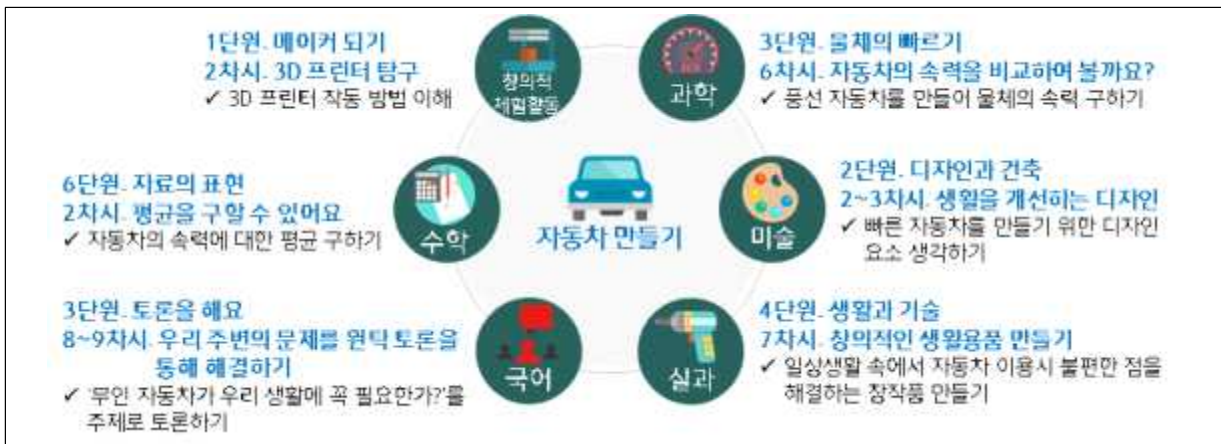 1단원. 메이커 되기
2차시. 3D 프린터 탐구
✓ 3D 프린터 작동 방법 이해
창의적
체험활동
과학
3단원. 물체의 빠르기
6차시. 자동차의 속력을 비교하여 볼까요?
✓ 풍선 자동차를 만들어 물체의 속력 구하기
6단원. 자료의 표현
2차시. 평균을 구할 수 있어요
✓ 자동차의 속력에 대한 평균 구하기
수학
자동차 만들기
미술
2단원. 디자인과 건축
2~3차시. 생활을 개선하는 디자인
✓ 빠른 자동차를 만들기 위한 디자인
요소 생각하기
3단원. 토론을 해요
8~9차시. 우리 주변의 문제를 원탁 토론을
통해 해결하기
✓ '무인 자동차가 우리 생활에 꼭 필요한가?'를
주제로 토론하기
국어
실과
4단원. 생활과 기술
7차시. 창의적인 생활용품 만들기
✓ 일상생활 속에서 자동차 이용시 불편한 점을
해결하는 창작품 만들기